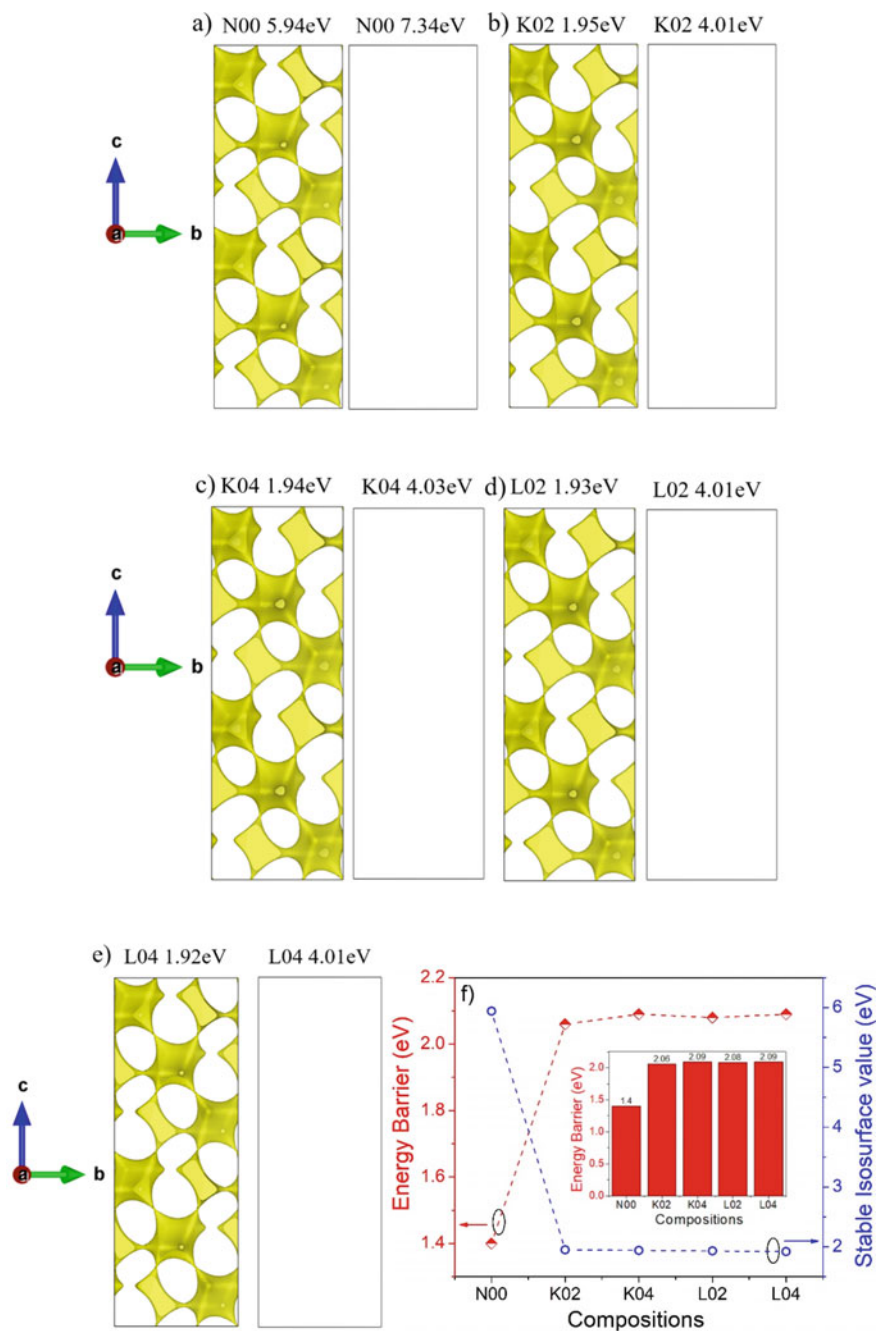 a) N00 5.94eV N00 7.34eV b) K02 1.95eV K02 4.01eV
c
a b
c) K04 1.94eV K04 4.03eV d) L02 1.93eV L02 4.01eV
c
a b
e) L04 1.92eV L04 4.01eV
c
a b
f)
Energy Barrier (eV)
2.2
2.0
1.8
1.6
1.4
Stable Isosurface value (eV)
6
5
4
3
2
N00 K02 K04 L02 L04
Compositions
Energy Barrier (eV)
2.0
1.5
1.0
0.5
0.0
1.4 2.06 2.09 2.08 2.09
N00 K02 K04 L02 L04
Compositions